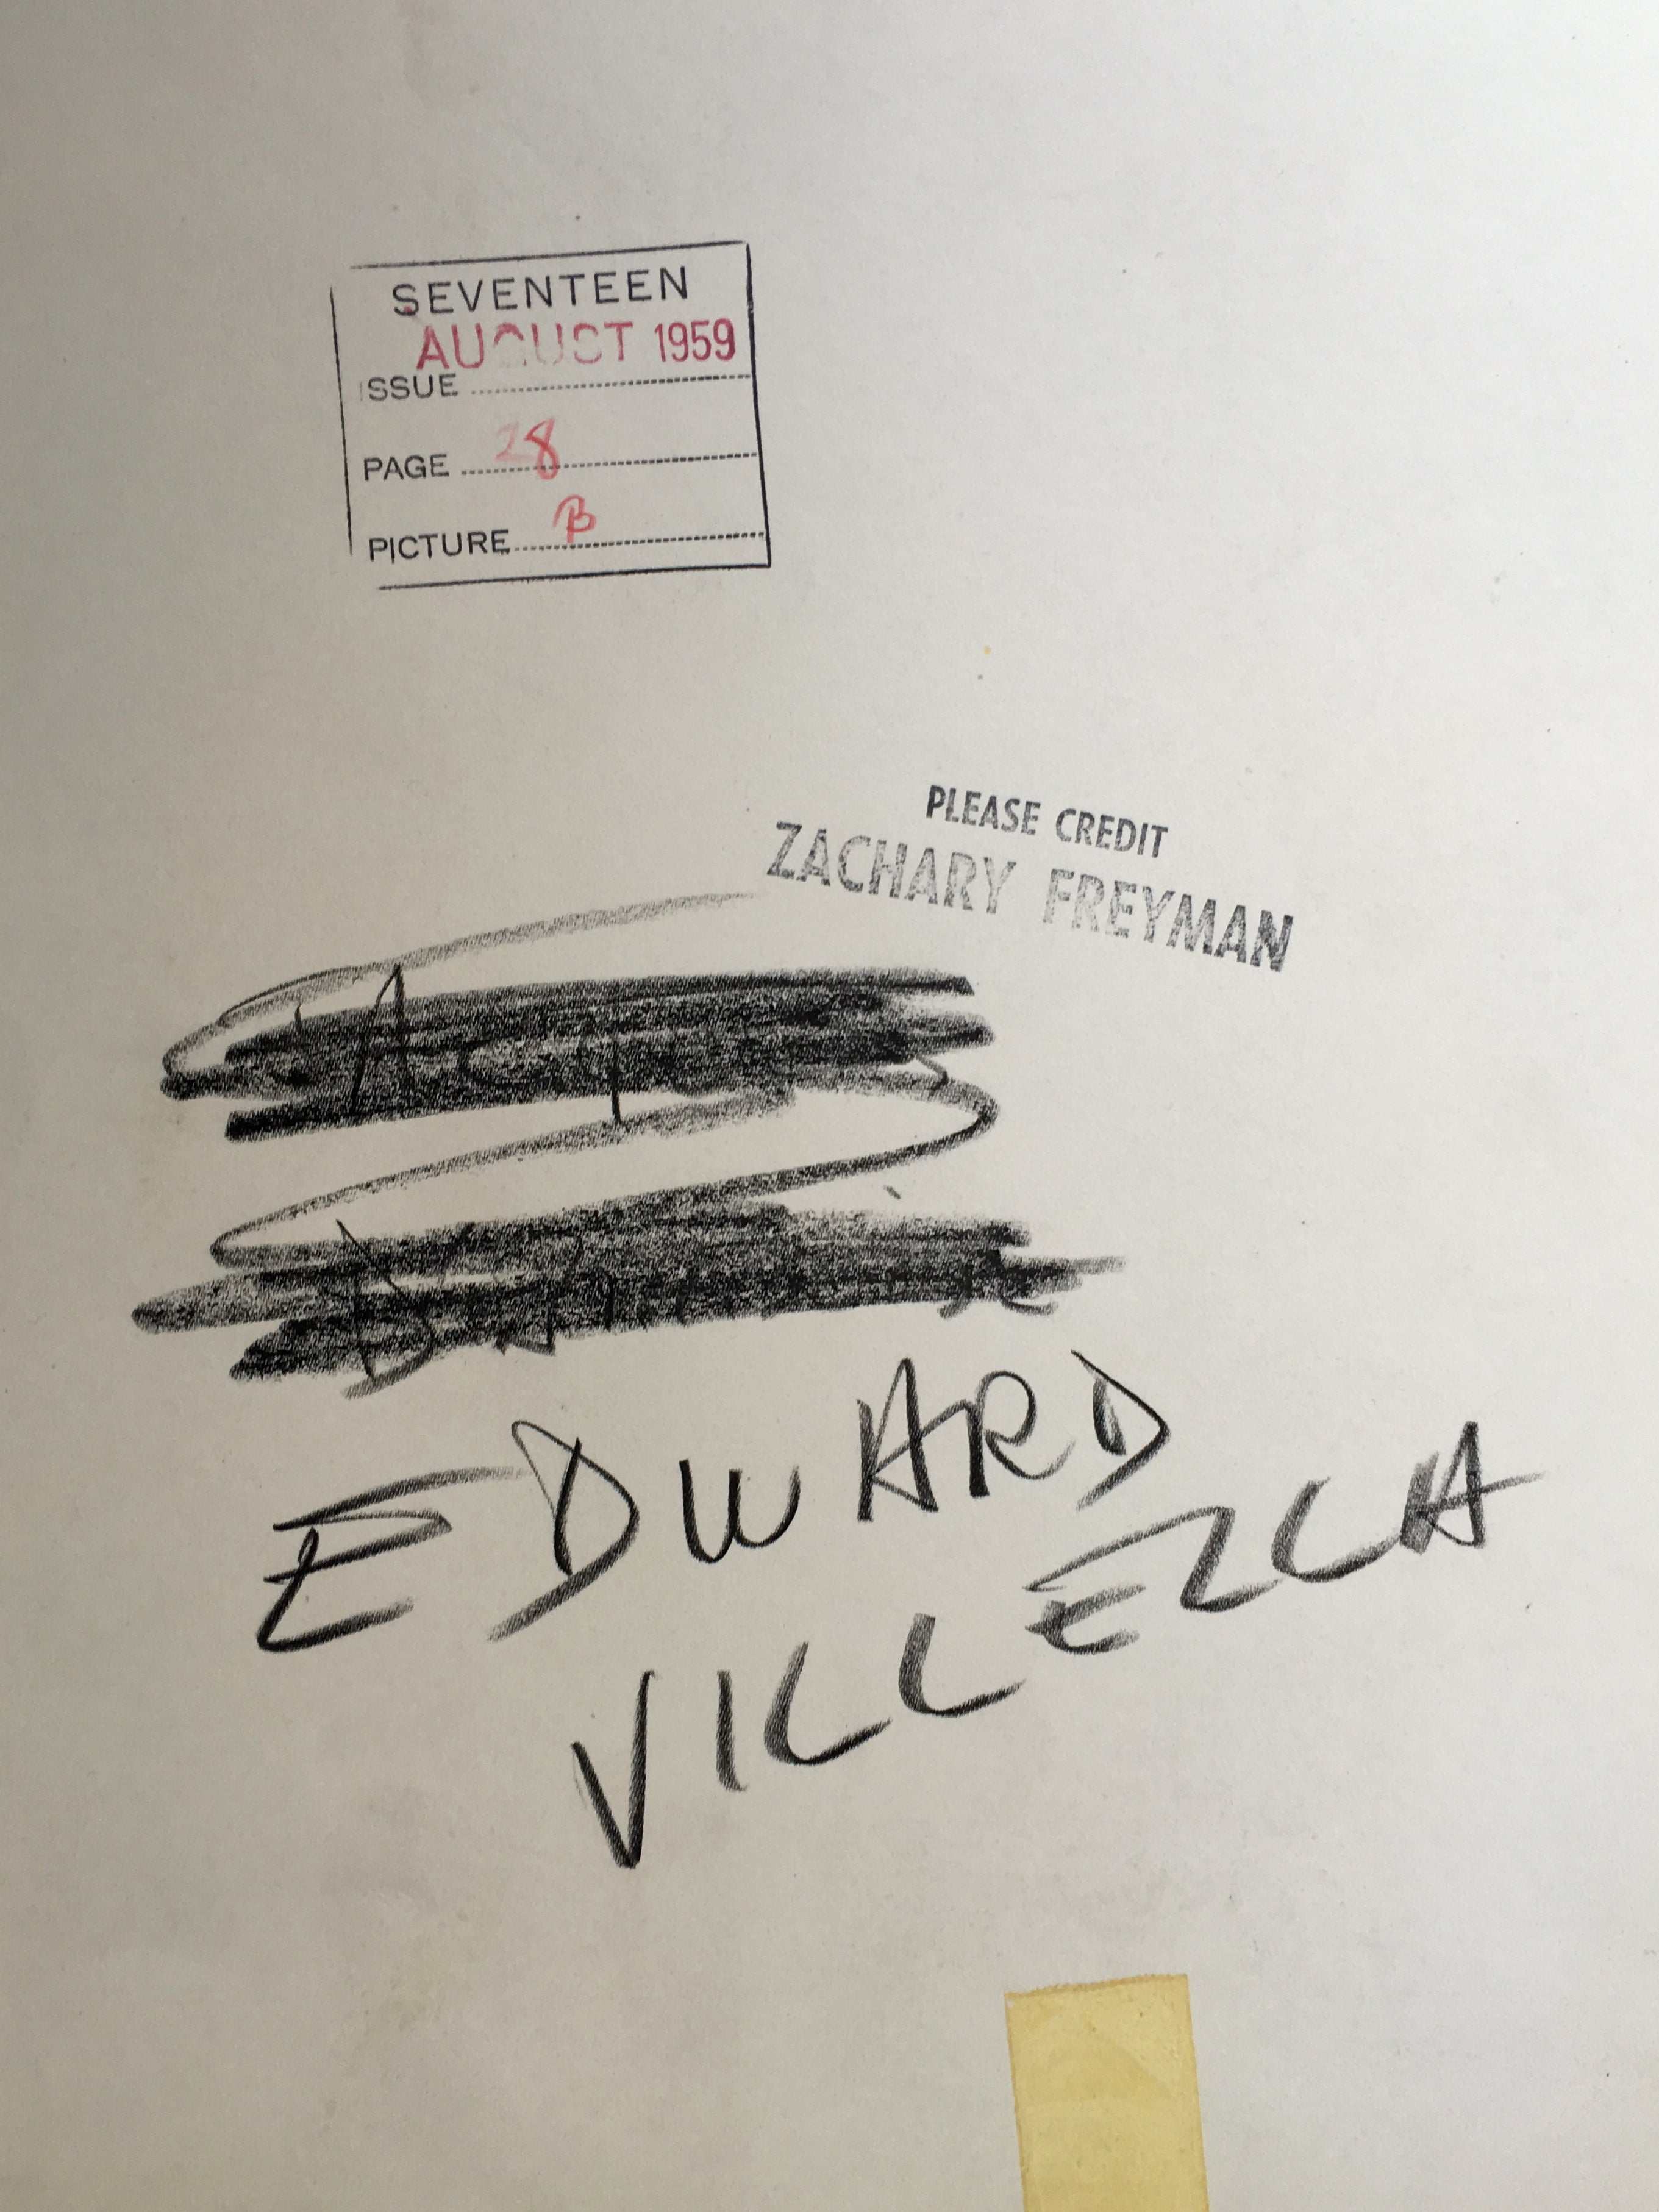 SEVENTEEN
AUGUST 1959
ISSUE
PAGE 28
PICTURE B
PLEASE CREDIT
ZACHARY FREYMAN
EDWARD
VILLELLA